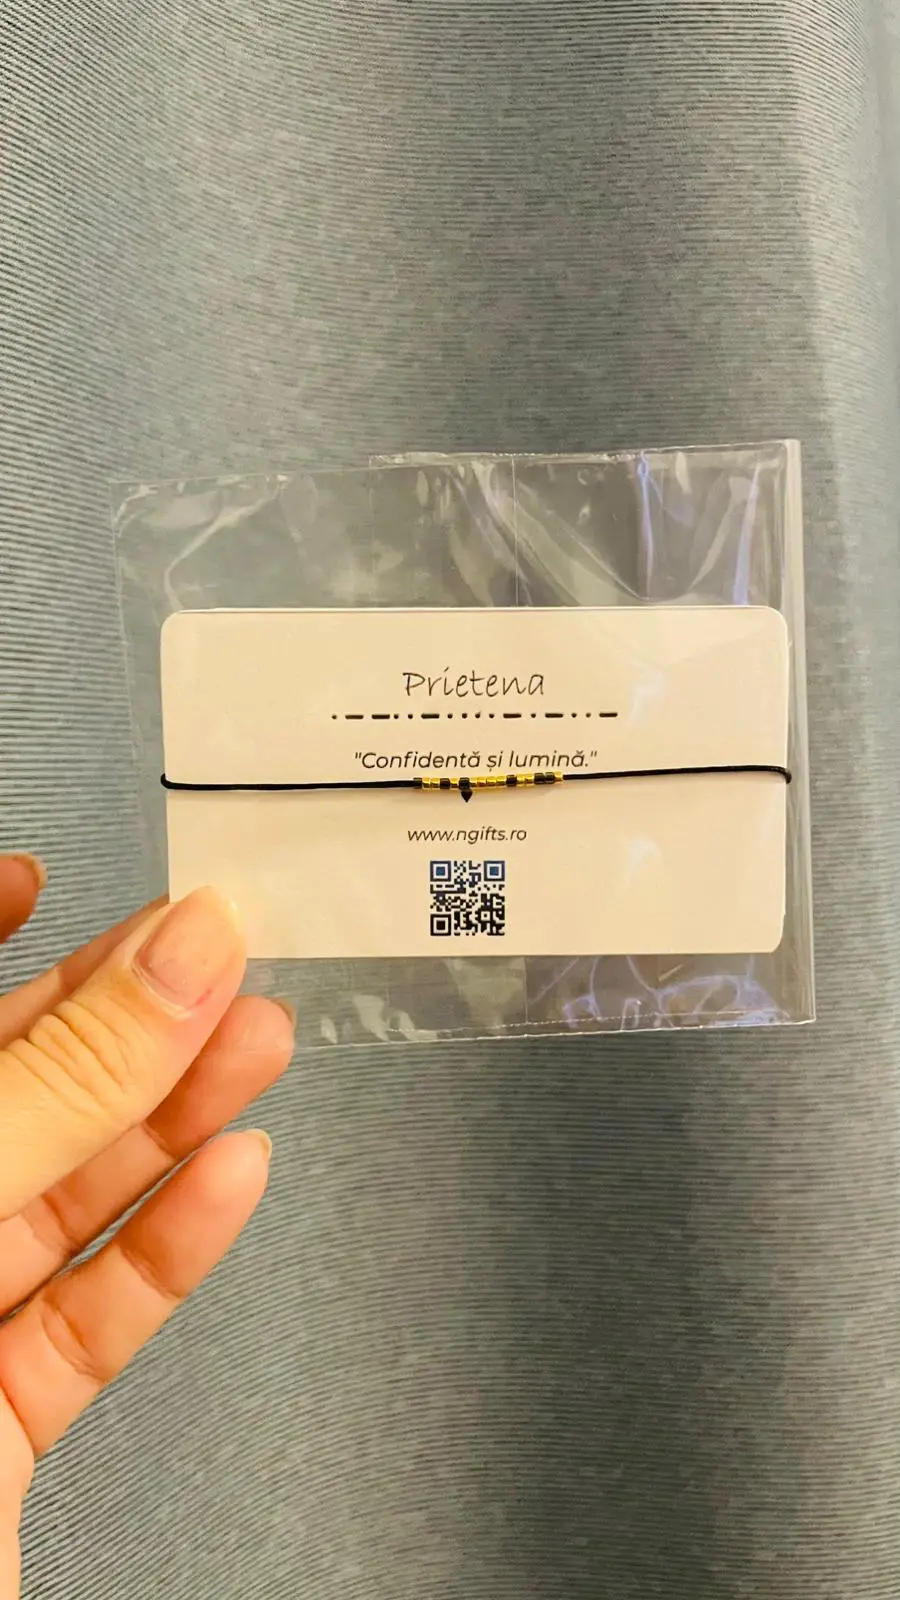 Prietena
"Confidentă și lumină."
www.ngifts.ro